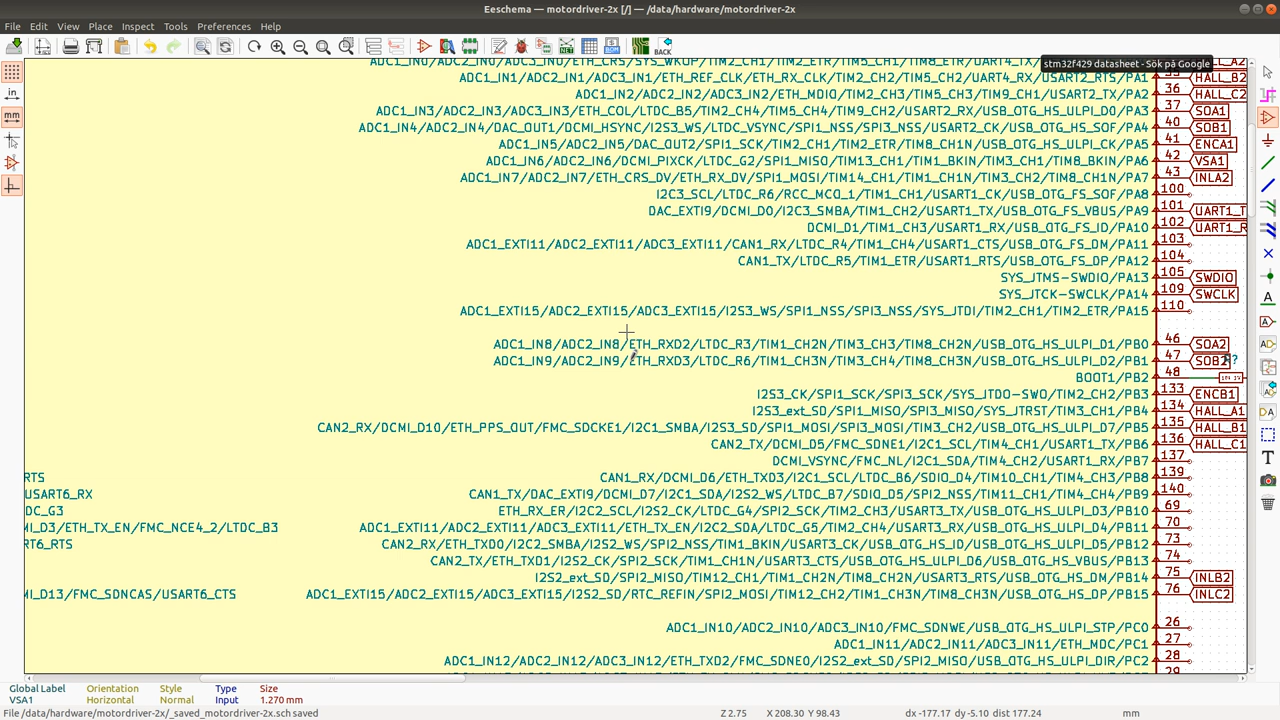 Eeschema — motordriver-2x [/] — /data/hardware/motordriver-2x
File Edit View Place Inspect Tools Preferences Help
BACK
stm32f429 datasheet - Sök på Google
in
mm
ADC1_IN0/ADC2_IN0/ADC3_IN0/ETH_CRS/SYS_WKUP/TIM2_CH1/TIM2_ETR/TIM5_CH1/TIM8_ETR/UART4_TX/
ADC1_IN1/ADC2_IN1/ADC3_IN1/ETH_REF_CLK/ETH_RX_CLK/TIM2_CH2/TIM5_CH2/UART4_RX/USART2_RTS/PA1 HALL_B2
ADC1_IN2/ADC2_IN2/ADC3_IN2/ETH_MDIO/TIM2_CH3/TIM5_CH3/TIM9_CH1/USART2_TX/PA2 36 HALL_C2
ADC1_IN3/ADC2_IN3/ADC3_IN3/ETH_COL/LTDC_B5/TIM2_CH4/TIM5_CH4/TIM9_CH2/USART2_RX/USB_OTG_HS_ULPI_D0/PA3 37 SOA1
ADC1_IN4/ADC2_IN4/DAC_OUT1/DCMI_HSYNC/I2S3_WS/LTDC_VSYNC/SPI1_NSS/SPI3_NSS/USART2_CK/USB_OTG_HS_SOF/PA4 40 SOB1
ADC1_IN5/ADC2_IN5/DAC_OUT2/SPI1_SCK/TIM2_CH1/TIM2_ETR/TIM8_CH1N/USB_OTG_HS_ULPI_CK/PA5 41 ENCA1
ADC1_IN6/ADC2_IN6/DCMI_PIXCK/LTDC_G2/SPI1_MISO/TIM13_CH1/TIM1_BKIN/TIM3_CH1/TIM8_BKIN/PA6 42 VSA1
ADC1_IN7/ADC2_IN7/ETH_CRS_DV/ETH_RX_DV/SPI1_MOSI/TIM14_CH1/TIM1_CH1N/TIM3_CH2/TIM8_CH1N/PA7 43 INLA2
I2C3_SCL/LTDC_R6/RCC_MCO_1/TIM1_CH1/USART1_CK/USB_OTG_FS_SOF/PA8 100
DAC_EXTI9/DCMI_D0/I2C3_SMBA/TIM1_CH2/USART1_TX/USB_OTG_FS_VBUS/PA9 101 UART1_T
DCMI_D1/TIM1_CH3/USART1_RX/USB_OTG_FS_ID/PA10 102 UART1_R
ADC1_EXTI11/ADC2_EXTI11/ADC3_EXTI11/CAN1_RX/LTDC_R4/TIM1_CH4/USART1_CTS/USB_OTG_FS_DM/PA11 103
CAN1_TX/LTDC_R5/TIM1_ETR/USART1_RTS/USB_OTG_FS_DP/PA12 104
SYS_JTMS-SWDIO/PA13 105 SWDIO
SYS_JTCK-SWCLK/PA14 109 SWCLK
ADC1_EXTI15/ADC2_EXTI15/ADC3_EXTI15/I2S3_WS/SPI1_NSS/SPI3_NSS/SYS_JTDI/TIM2_CH1/TIM2_ETR/PA15 110
ADC1_IN8/ADC2_IN8/ETH_RXD2/LTDC_R3/TIM1_CH2N/TIM3_CH3/TIM8_CH2N/USB_OTG_HS_ULPI_D1/PB0 46 SOA2
ADC1_IN9/ADC2_IN9/ETH_RXD3/LTDC_R6/TIM1_CH3N/TIM3_CH4/TIM8_CH3N/USB_OTG_HS_ULPI_D2/PB1 47 SOB2 ?
BOOT1/PB2 48
I2S3_CK/SPI1_SCK/SPI3_SCK/SYS_JTDO-SWO/TIM2_CH2/PB3 133 ENCB1
I2S3_ext_SD/SPI1_MISO/SPI3_MISO/SYS_JTRST/TIM3_CH1/PB4 134 HALL_A1
CAN2_RX/DCMI_D10/ETH_PPS_OUT/FMC_SDCKE1/I2C1_SMBA/I2S3_SD/SPI1_MOSI/SPI3_MOSI/TIM3_CH2/USB_OTG_HS_ULPI_D7/PB5 135 HALL_B1
CAN2_TX/DCMI_D5/FMC_SDNE1/I2C1_SCL/TIM4_CH1/USART1_TX/PB6 136 HALL_C1
DCMI_VSYNC/FMC_NL/I2C1_SDA/TIM4_CH2/USART1_RX/PB7 137
RTS CAN1_RX/DCMI_D6/ETH_TXD3/I2C1_SCL/LTDC_B6/SDIO_D4/TIM10_CH1/TIM4_CH3/PB8 139
USART6_RX CAN1_TX/DAC_EXTI9/DCMI_D7/I2C1_SDA/I2S2_WS/LTDC_B7/SDIO_D5/SPI2_NSS/TIM11_CH1/TIM4_CH4/PB9 140
DC_G3 ETH_RX_ER/I2C2_SCL/I2S2_CK/LTDC_G4/SPI2_SCK/TIM2_CH3/USART3_TX/USB_OTG_HS_ULPI_D3/PB10 69
MI_D3/ETH_TX_EN/FMC_NCE4_2/LTDC_B3 ADC1_EXTI11/ADC2_EXTI11/ADC3_EXTI11/ETH_TX_EN/I2C2_SDA/LTDC_G5/TIM2_CH4/USART3_RX/USB_OTG_HS_ULPI_D4/PB11 70
RT6_RTS CAN2_RX/ETH_TXD0/I2C2_SMBA/I2S2_WS/SPI2_NSS/TIM1_BKIN/USART3_CK/USB_OTG_HS_ID/USB_OTG_HS_ULPI_D5/PB12 73
CAN2_TX/ETH_TXD1/I2S2_CK/SPI2_SCK/TIM1_CH1N/USART3_CTS/USB_OTG_HS_ULPI_D6/USB_OTG_HS_VBUS/PB13 74
I2S2_ext_SD/SPI2_MISO/TIM12_CH1/TIM1_CH2N/TIM8_CH2N/USART3_RTS/USB_OTG_HS_DM/PB14 75 INLB2
MI_D13/FMC_SDNCAS/USART6_CTS ADC1_EXTI15/ADC2_EXTI15/ADC3_EXTI15/I2S2_SD/RTC_REFIN/SPI2_MOSI/TIM12_CH2/TIM1_CH3N/TIM8_CH3N/USB_OTG_HS_DP/PB15 76 INLC2
ADC1_IN10/ADC2_IN10/ADC3_IN10/FMC_SDNWE/USB_OTG_HS_ULPI_STP/PC0 26
ADC1_IN11/ADC2_IN11/ADC3_IN11/ETH_MDC/PC1 27
ADC1_IN12/ADC2_IN12/ADC3_IN12/ETH_TXD2/FMC_SDNE0/I2S2_ext_SD/SPI2_MISO/USB_OTG_HS_ULPI_DIR/PC2 28
Global Label Orientation Style Type Size
VSA1 Horizontal Normal Input 1.270 mm
File /data/hardware/motordriver-2x/_saved_motordriver-2x.sch saved Z 2.75 X 208.30 Y 98.43 dx -177.17 dy -5.10 dist 177.24 mm